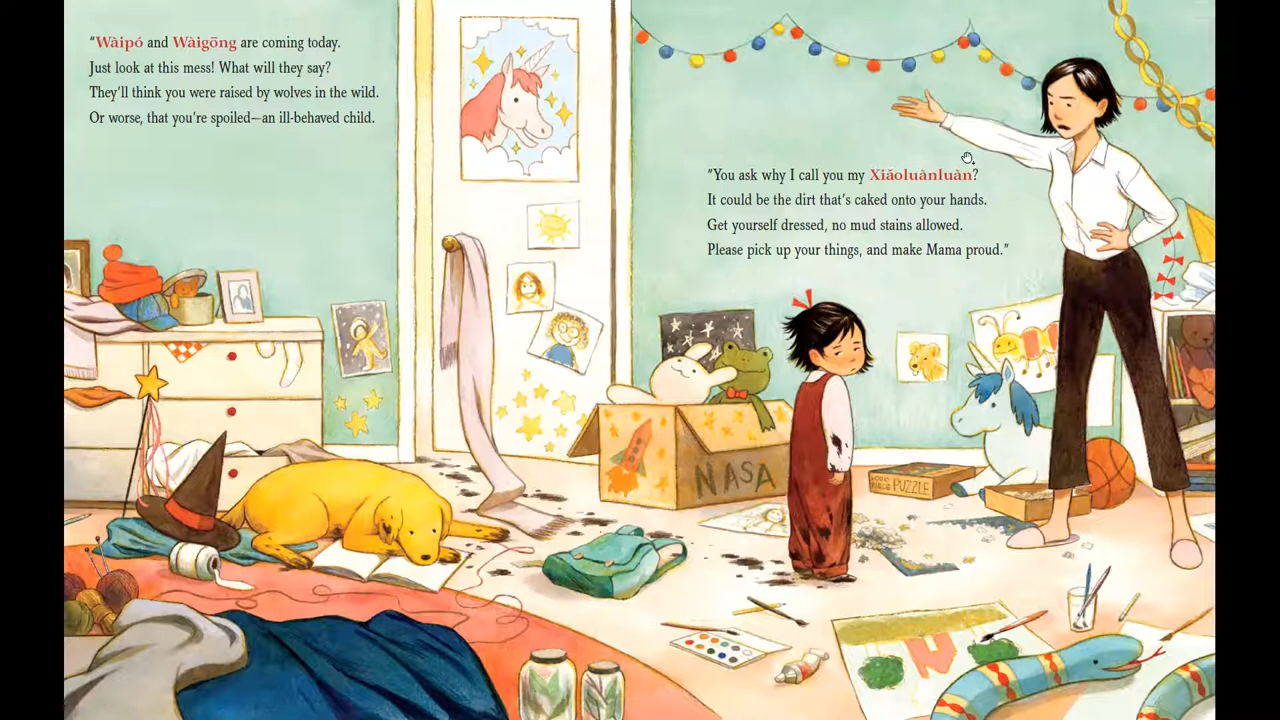 “Wàipó and Wàigōng are coming today.
Just look at this mess! What will they say?
They’ll think you were raised by wolves in the wild.
Or worse, that you’re spoiled—an ill-behaved child.
“You ask why I call you my Xiǎoluànluàn?
It could be the dirt that’s caked onto your hands.
Get yourself dressed, no mud stains allowed.
Please pick up your things, and make Mama proud.”
NASA
1000
PIECE PUZZLE